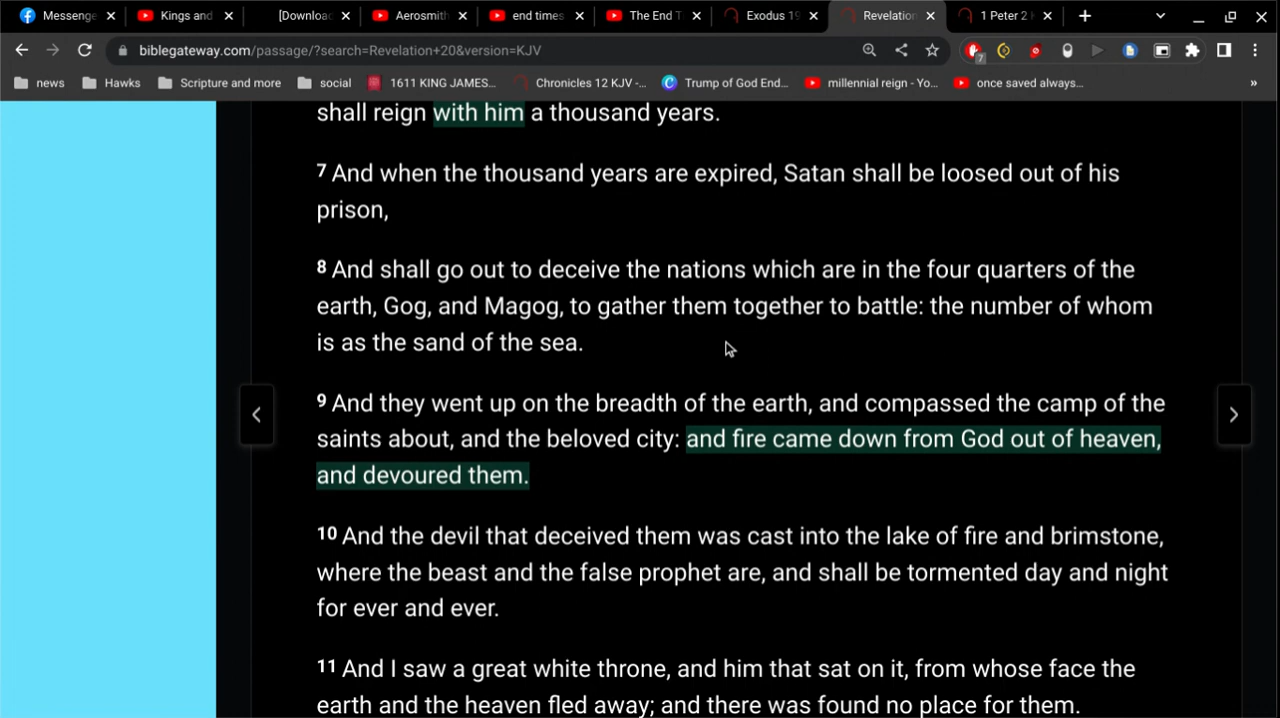 Messenge
Kings and
[Downloa
Aerosmith
end times
The End T
Exodus 19
Revelation
1 Peter 2
biblegateway.com/passage/?search=Revelation+20&version=KJV
7
news
Hawks
Scripture and more
social
1611 KING JAMES...
Chronicles 12 KJV -...
Trump of God End...
millennial reign - Yo...
once saved always...
»
shall reign with him a thousand years.
7 And when the thousand years are expired, Satan shall be loosed out of his
prison,
8 And shall go out to deceive the nations which are in the four quarters of the
earth, Gog, and Magog, to gather them together to battle: the number of whom
is as the sand of the sea.
9 And they went up on the breadth of the earth, and compassed the camp of the
saints about, and the beloved city: and fire came down from God out of heaven,
and devoured them.
10 And the devil that deceived them was cast into the lake of fire and brimstone,
where the beast and the false prophet are, and shall be tormented day and night
for ever and ever.
11 And I saw a great white throne, and him that sat on it, from whose face the
earth and the heaven fled away; and there was found no place for them.